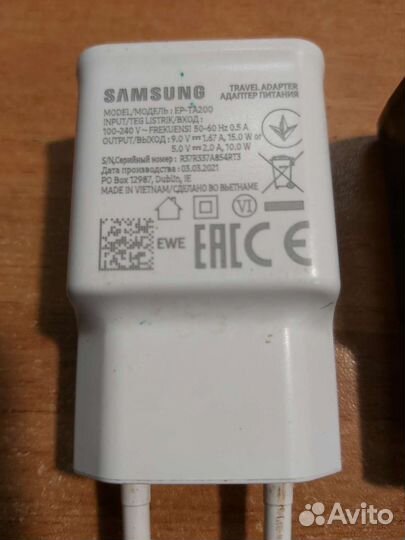 SAMSUNG
TRAVEL ADAPTER
АДАПТЕР ПИТАНИЯ
MODEL/МОДЕЛЬ : EP-TA200
INPUT/TEG LISTRIK/ВХОД :
100-240 V ~ FREKUENSI 50-60 Hz 0.5 A
OUTPUT/ВЫХОД : 9.0 V ⎓ 1.67 A, 15.0 W or
5.0 V ⎓ 2.0 A, 10.0 W
S/N,Серийный номер : R37R337A854RT3
Дата производства : 03.03.2021
PO Box 12987, Dublin, IE
MADE IN VIETNAM/СДЕЛАНО ВО ВЬЕТНАМЕ
VI
EWE
EAC CE
Avito